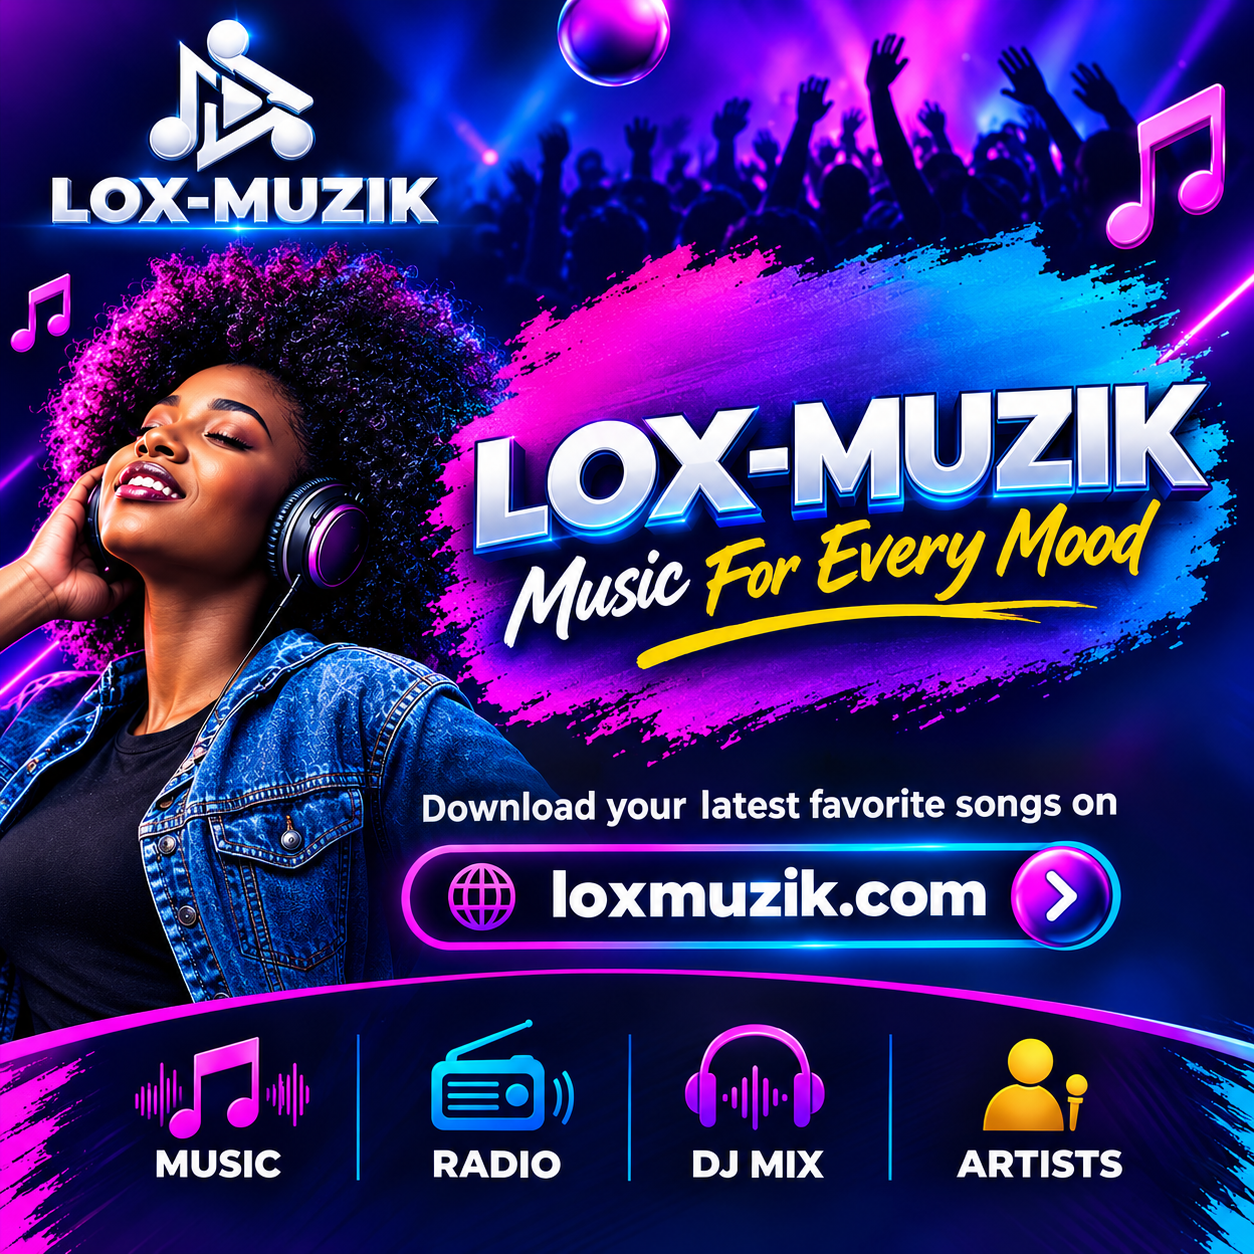 LOX-MUZIK
LOX-MUZIK
Music For Every Mood
Download your latest favorite songs on
loxmuzik.com
MUSIC
RADIO
DJ MIX
ARTISTS